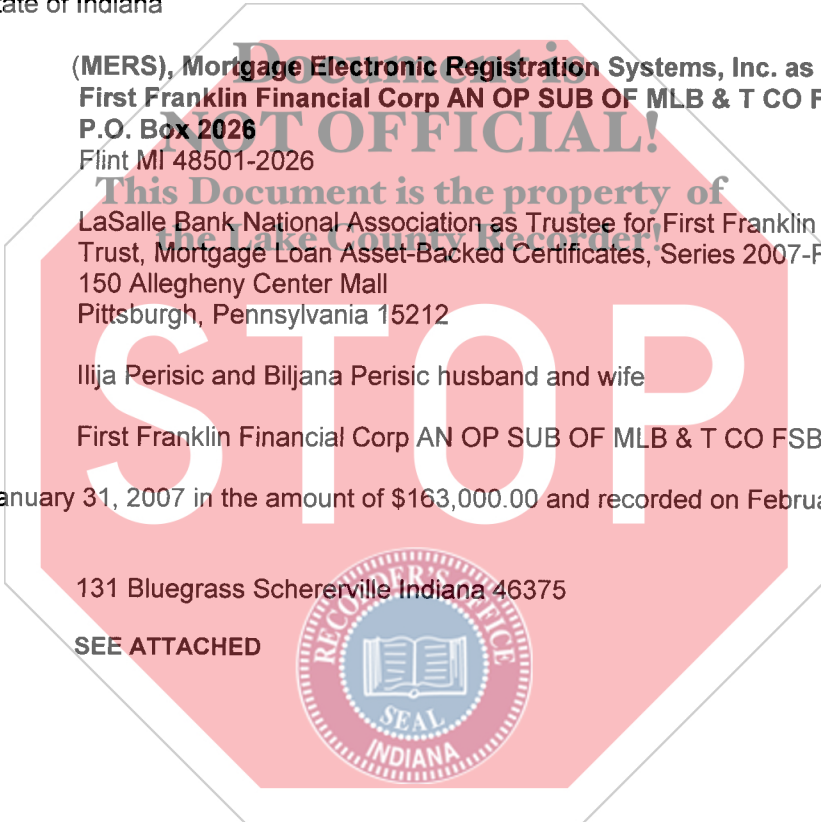 tate of Indiana
Document is
(MERS), Mortgage Electronic Registration Systems, Inc. as
First Franklin Financial Corp AN OP SUB OF MLB & T CO F
NOT OFFICIAL!
P.O. Box 2026
Flint MI 48501-2026
This Document is the property of
LaSalle Bank National Association as Trustee for First Franklin
the Lake County Recorder!
Trust, Mortgage Loan Asset-Backed Certificates, Series 2007-F
150 Allegheny Center Mall
Pittsburgh, Pennsylvania 15212
STOP
Ilija Perisic and Biljana Perisic husband and wife
First Franklin Financial Corp AN OP SUB OF MLB & T CO FSB
anuary 31, 2007 in the amount of $163,000.00 and recorded on Februa
131 Bluegrass Schererville Indiana 46375
SEE ATTACHED
RECORDER'S OFFICE
SEAL
INDIANA